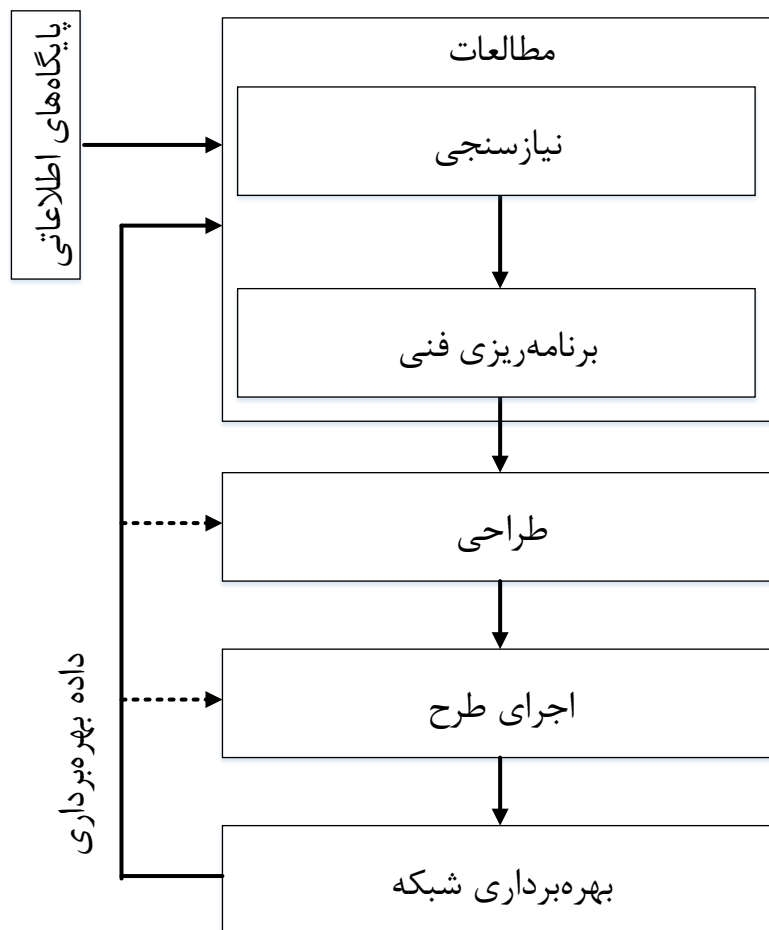 پایگاه‌های اطلاعاتی
مطالعات
نیازسنجی
برنامه‌ریزی فنی
طراحی
اجرای طرح
داده بهره‌برداری
بهره‌برداری شبکه